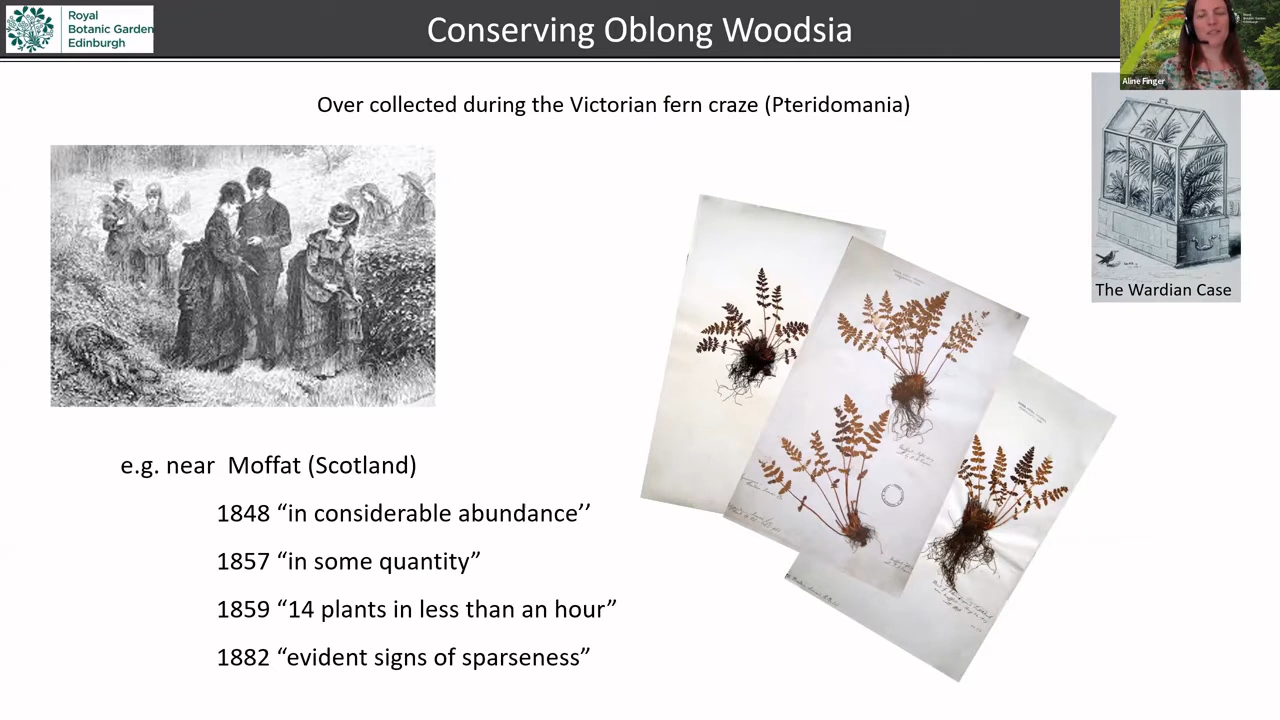 Royal
Botanic Garden
Edinburgh
Conserving Oblong Woodsia
Aline Finger
Over collected during the Victorian fern craze (Pteridomania)
The Wardian Case
e.g. near  Moffat (Scotland)
1848 “in considerable abundance’’
1857 “in some quantity”
1859 “14 plants in less than an hour”
1882 “evident signs of sparseness”